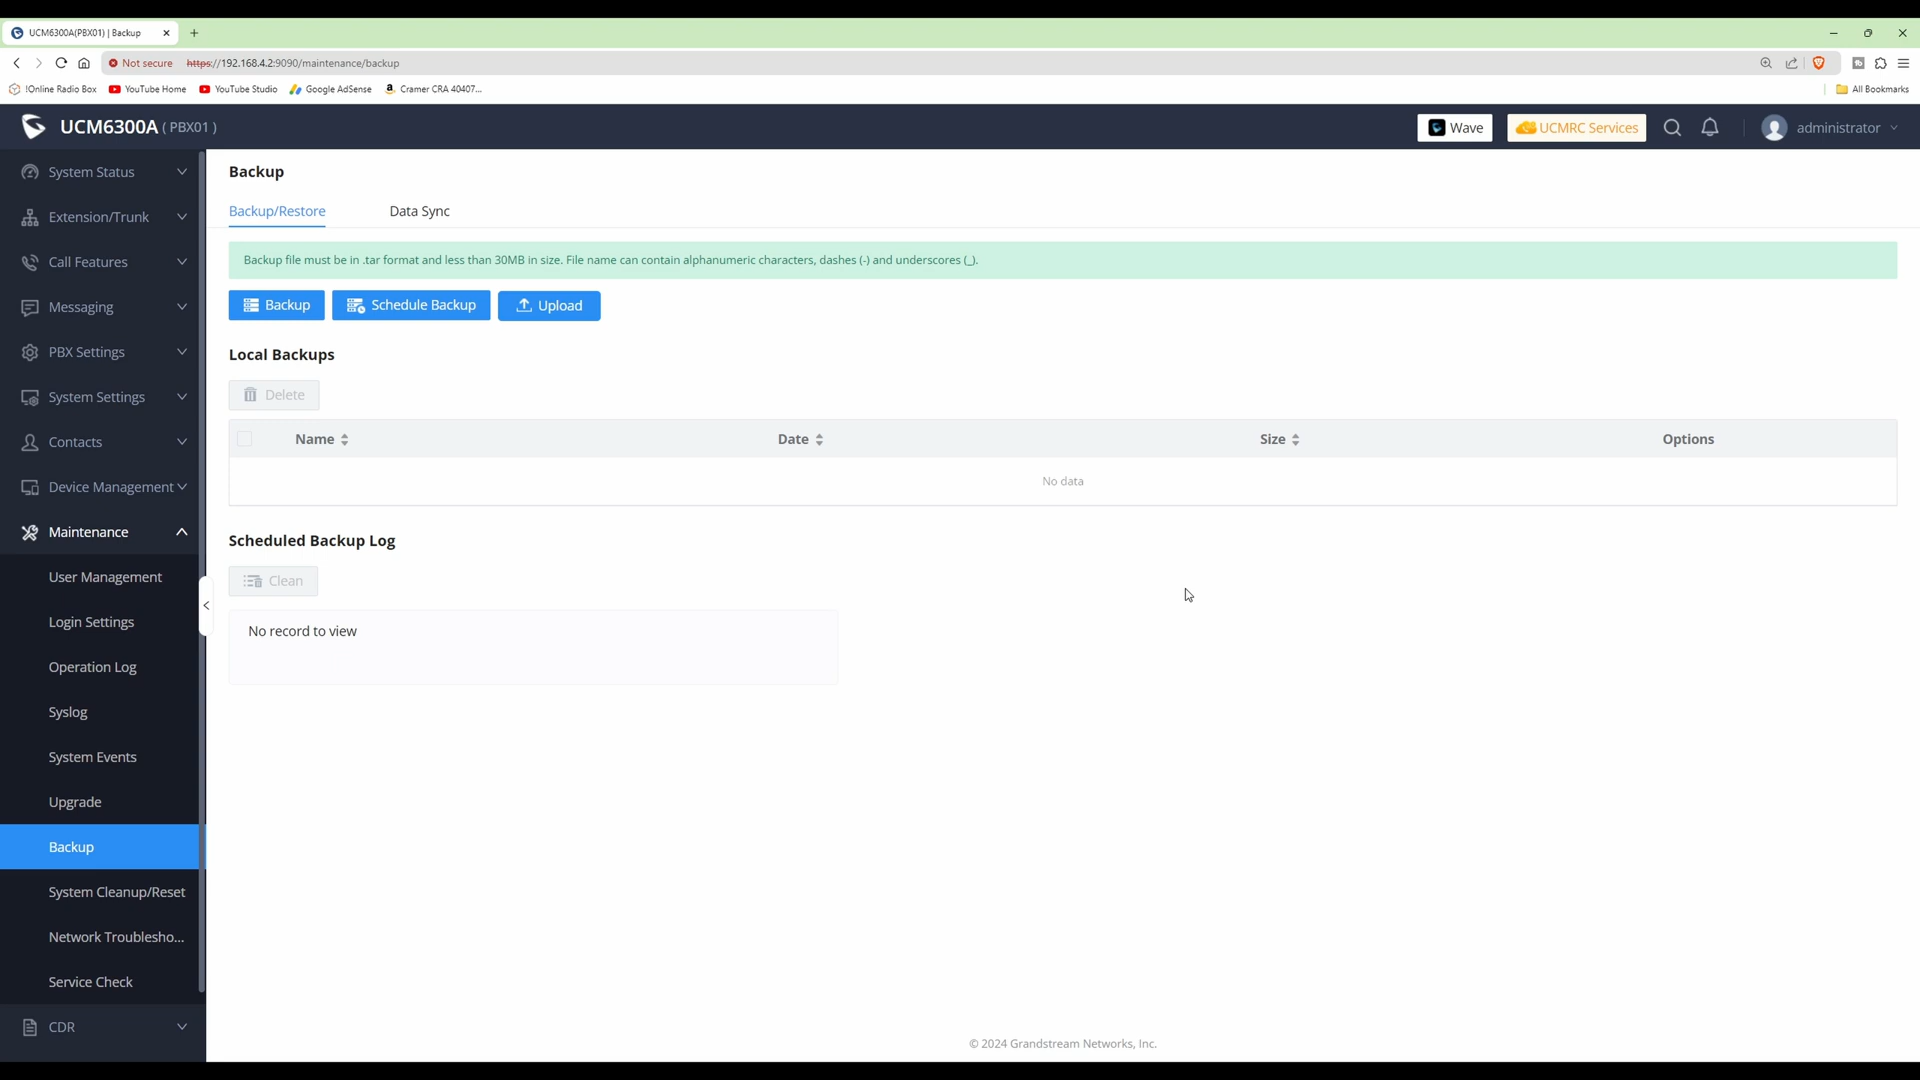 UCM6300A(PBX01) | Backup
Not secure https://192.168.4.2:9090/maintenance/backup
!Online Radio Box YouTube Home YouTube Studio Google AdSense Cramer CRA 40407... All Bookmarks
UCM6300A ( PBX01 ) Wave UCMRC Services administrator
System Status
Extension/Trunk
Call Features
Messaging
PBX Settings
System Settings
Contacts
Device Management
Maintenance
User Management
Login Settings
Operation Log
Syslog
System Events
Upgrade
Backup
System Cleanup/Reset
Network Troublesho...
Service Check
CDR
Backup
Backup/Restore Data Sync
Backup file must be in .tar format and less than 30MB in size. File name can contain alphanumeric characters, dashes (-) and underscores (_).
Backup Schedule Backup Upload
Local Backups
Delete
Name Date Size Options
No data
Scheduled Backup Log
Clean
No record to view
© 2024 Grandstream Networks, Inc.